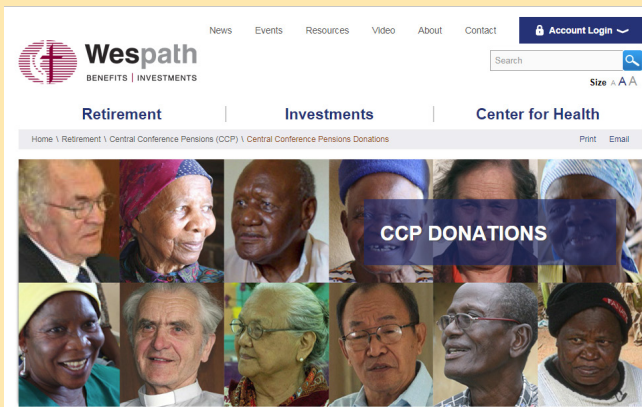 News Events Resources Video About Contact Account Login
Wespath
BENEFITS | INVESTMENTS
Search
Size A A A
Retirement | Investments | Center for Health
Home \ Retirement \ Central Conference Pensions (CCP) \ Central Conference Pensions Donations Print Email
CCP DONATIONS